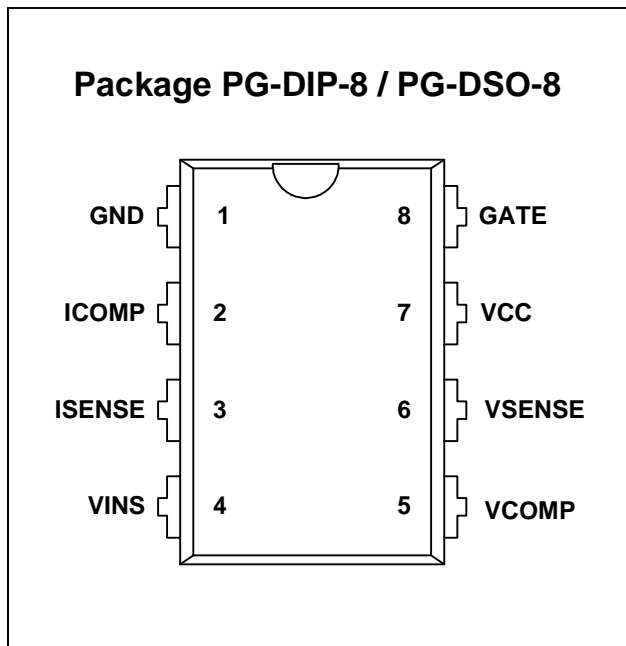 Package PG-DIP-8 / PG-DSO-8
GND 1 8 GATE
ICOMP 2 7 VCC
ISENSE 3 6 VSENSE
VINS 4 5 VCOMP